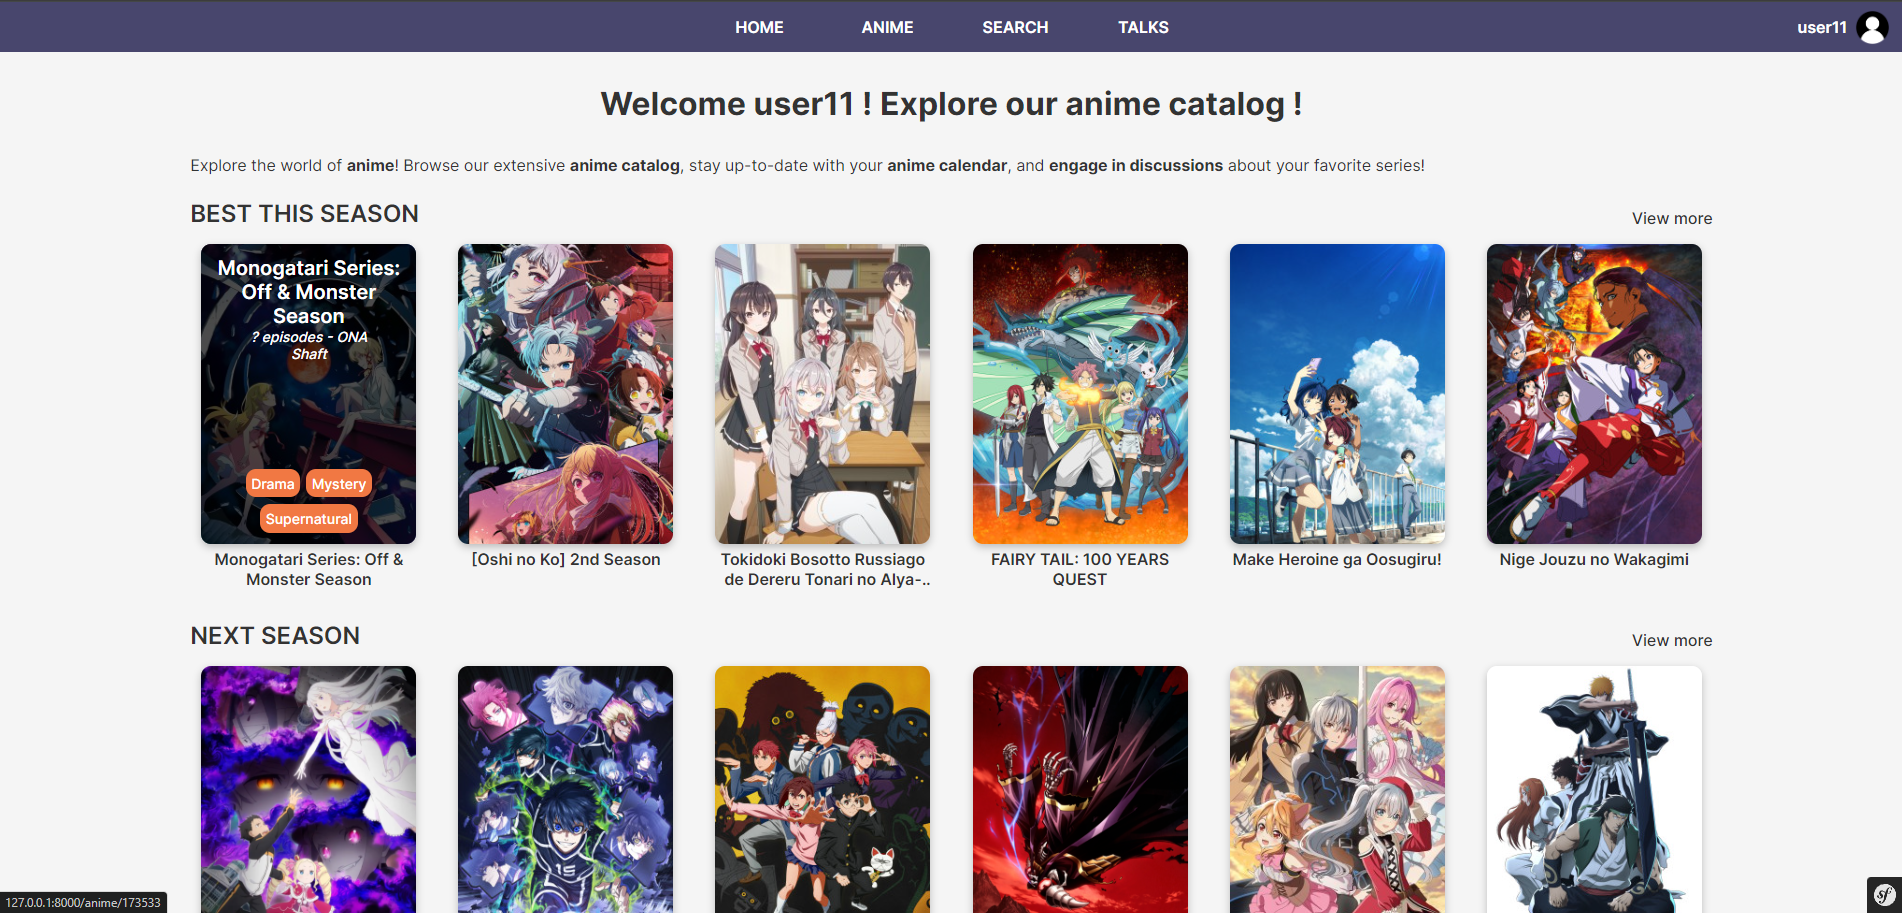 HOME
ANIME
SEARCH
TALKS
user11
Welcome user11 ! Explore our anime catalog !
Explore the world of anime! Browse our extensive anime catalog, stay up-to-date with your anime calendar, and engage in discussions about your favorite series!
BEST THIS SEASON
View more
Monogatari Series:
Off & Monster
Season
? episodes - ONA
Shaft
Drama
Mystery
Supernatural
Monogatari Series: Off &
Monster Season
[Oshi no Ko] 2nd Season
Tokidoki Bosotto Russiago
de Dereru Tonari no Alya-..
FAIRY TAIL: 100 YEARS
QUEST
Make Heroine ga Oosugiru!
Nige Jouzu no Wakagimi
NEXT SEASON
View more
15
127.0.0.1:8000/anime/173533
sf